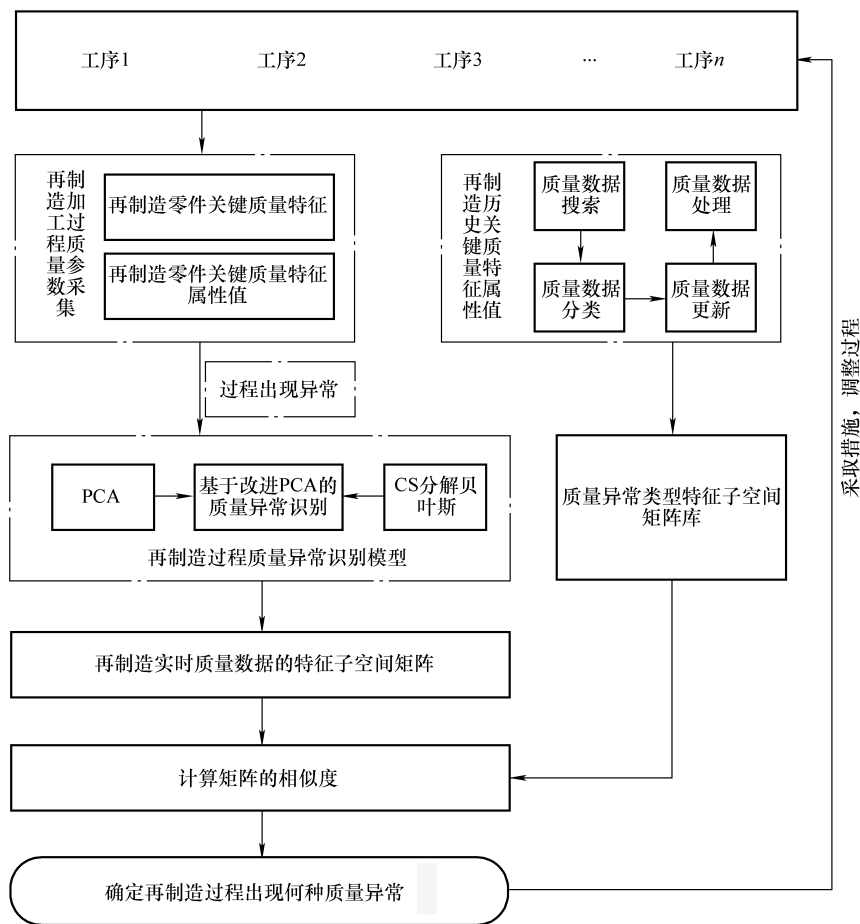 工序1 工序2 工序3 … 工序n
再制
造加
工过
程质
量参
数采
集
再制造零件关键质量特征
再制造零件关键质量特征
属性值
再制
造历
史关
键质
量特
征属
性值
质量数据
搜索
质量数据
处理
质量数据
分类
质量数据
更新
过程出现异常
采取措施，调整过程
PCA
基于改进PCA的
质量异常识别
CS分解贝
叶斯
再制造过程质量异常识别模型
质量异常类型特征子空间
矩阵库
再制造实时质量数据的特征子空间矩阵
计算矩阵的相似度
确定再制造过程出现何种质量异常